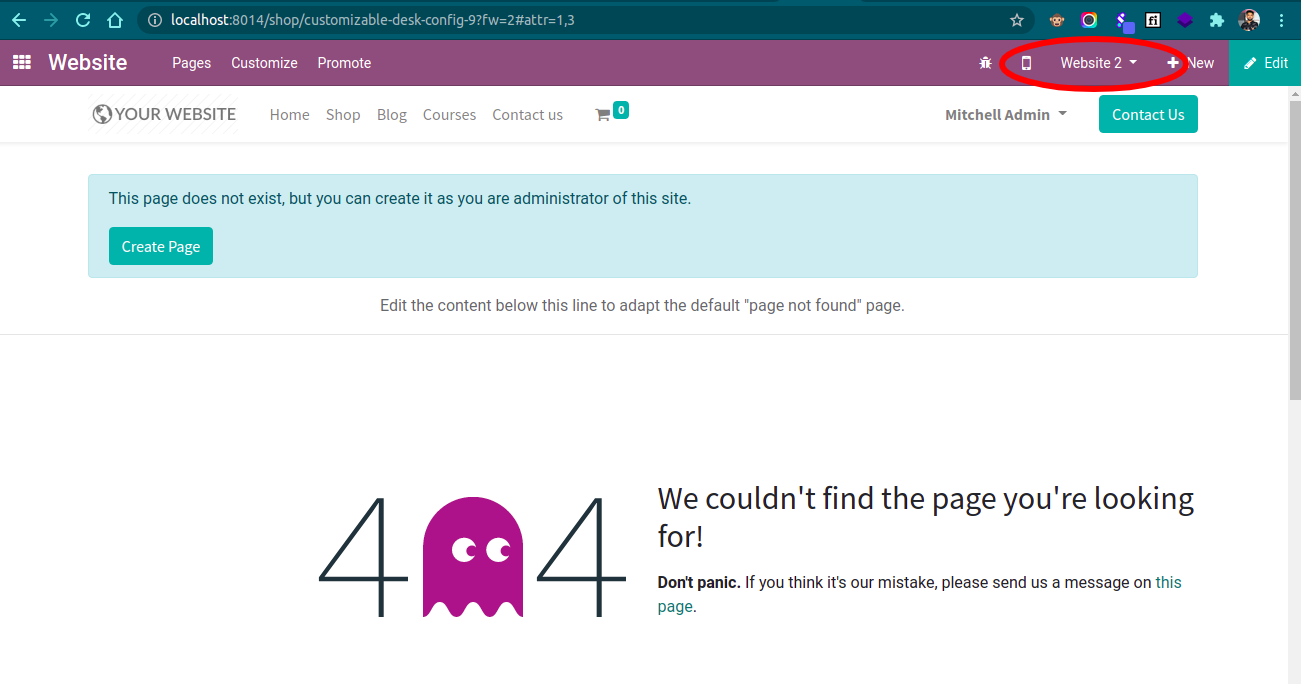 localhost:8014/shop/customizable-desk-config-9?fw=2#attr=1,3
Website Pages Customize Promote Website 2 New Edit
YOUR WEBSITE Home Shop Blog Courses Contact us 0 Mitchell Admin Contact Us
This page does not exist, but you can create it as you are administrator of this site.
Create Page
Edit the content below this line to adapt the default "page not found" page.
404
We couldn't find the page you're looking
for!
Don't panic. If you think it's our mistake, please send us a message on this
page.